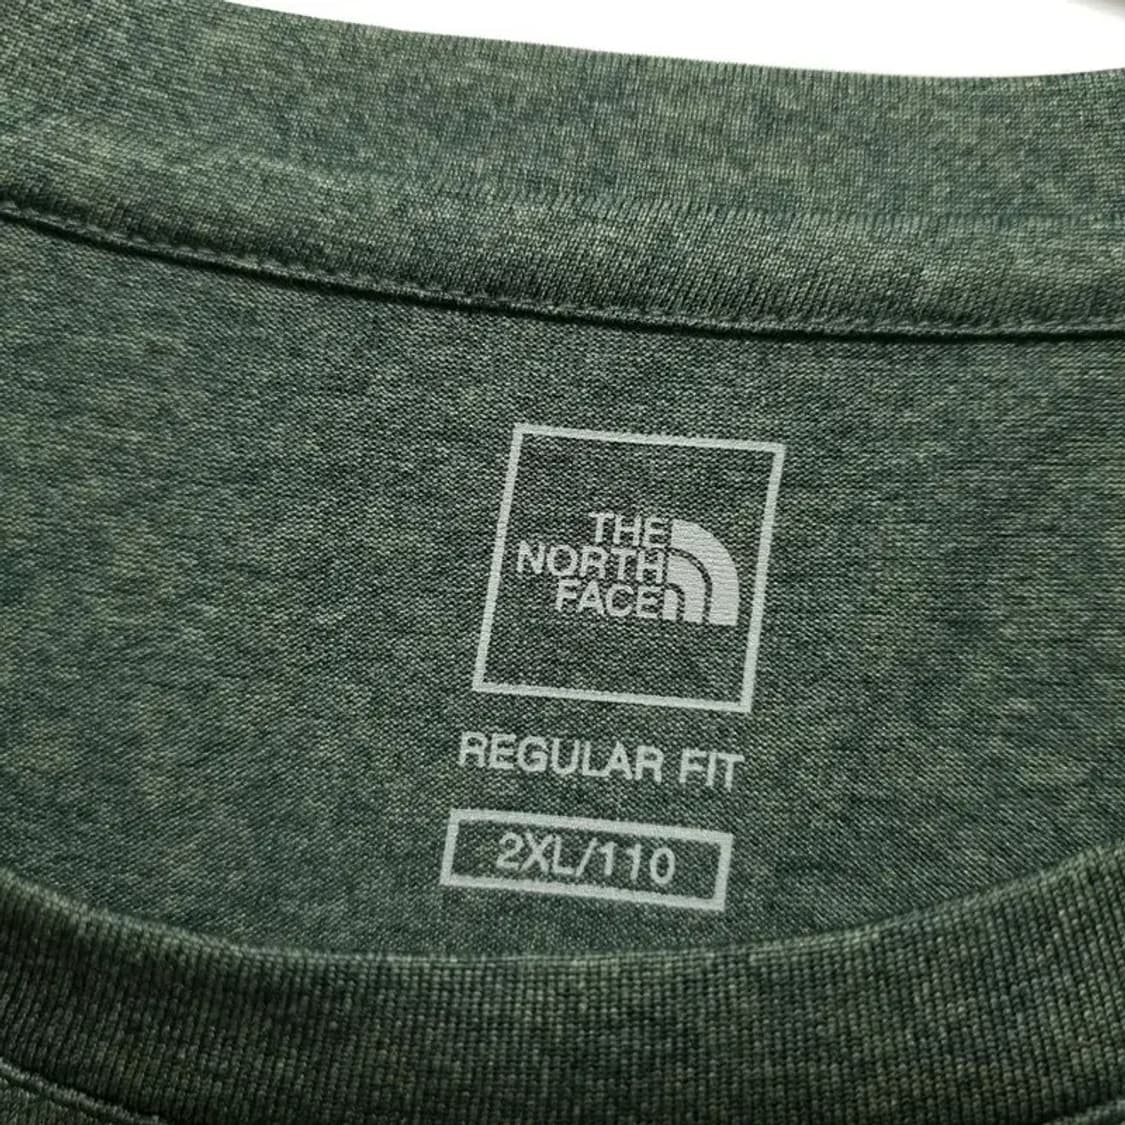 THE
NORTH
FACE
REGULAR FIT
2XL/110